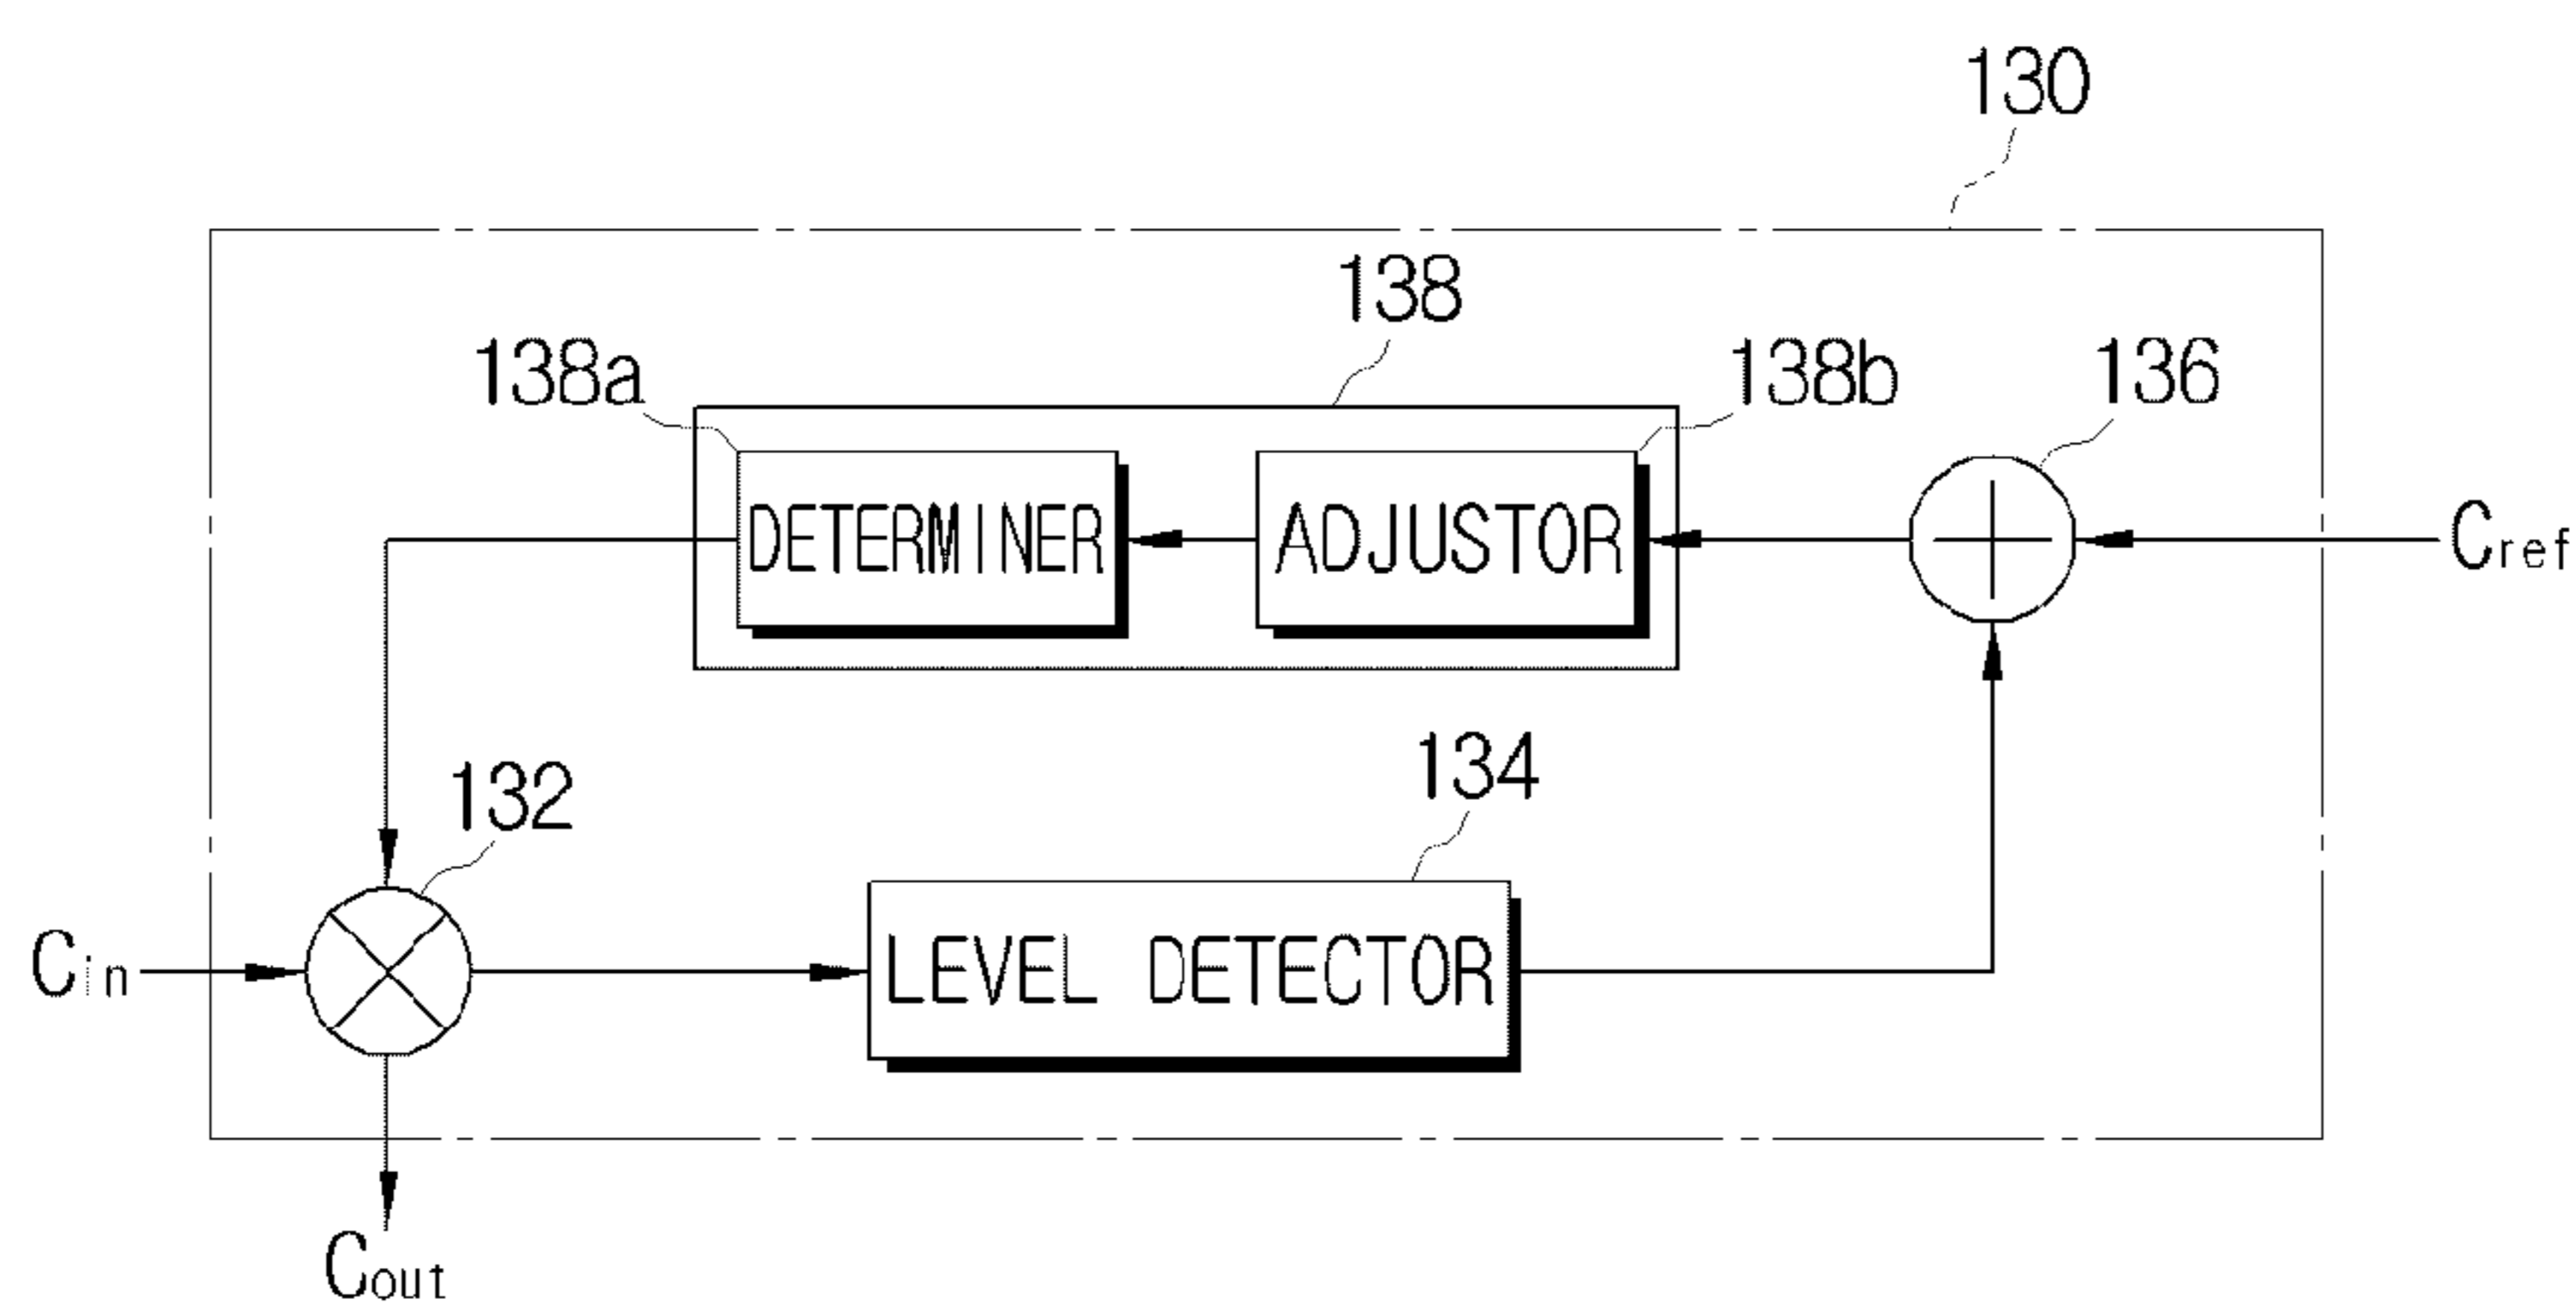 130
138
138a
138b
136
DETERMINER
ADJUSTOR
Cref
132
134
Cin
LEVEL DETECTOR
Cout